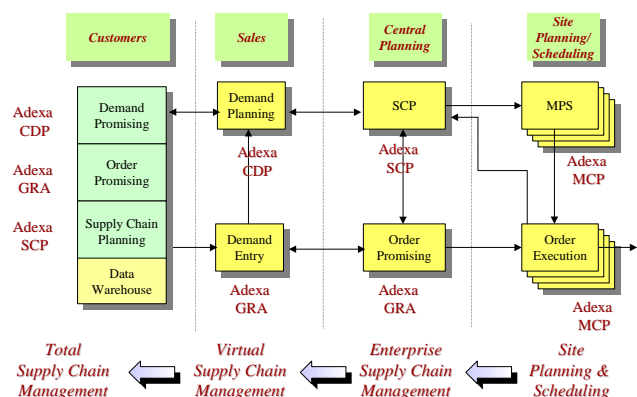 Customers
Sales
Central
Planning
Site
Planning/
Scheduling
Adexa
CDP
Adexa
GRA
Adexa
SCP
Demand
Promising
Order
Promising
Supply Chain
Planning
Data
Warehouse
Demand
Planning
Adexa
CDP
SCP
Adexa
SCP
MPS
Adexa
MCP
Demand
Entry
Adexa
GRA
Order
Promising
Adexa
GRA
Order
Execution
Adexa
MCP
Total
Supply Chain
Management
Virtual
Supply Chain
Management
Enterprise
Supply Chain
Management
Site
Planning &
Scheduling